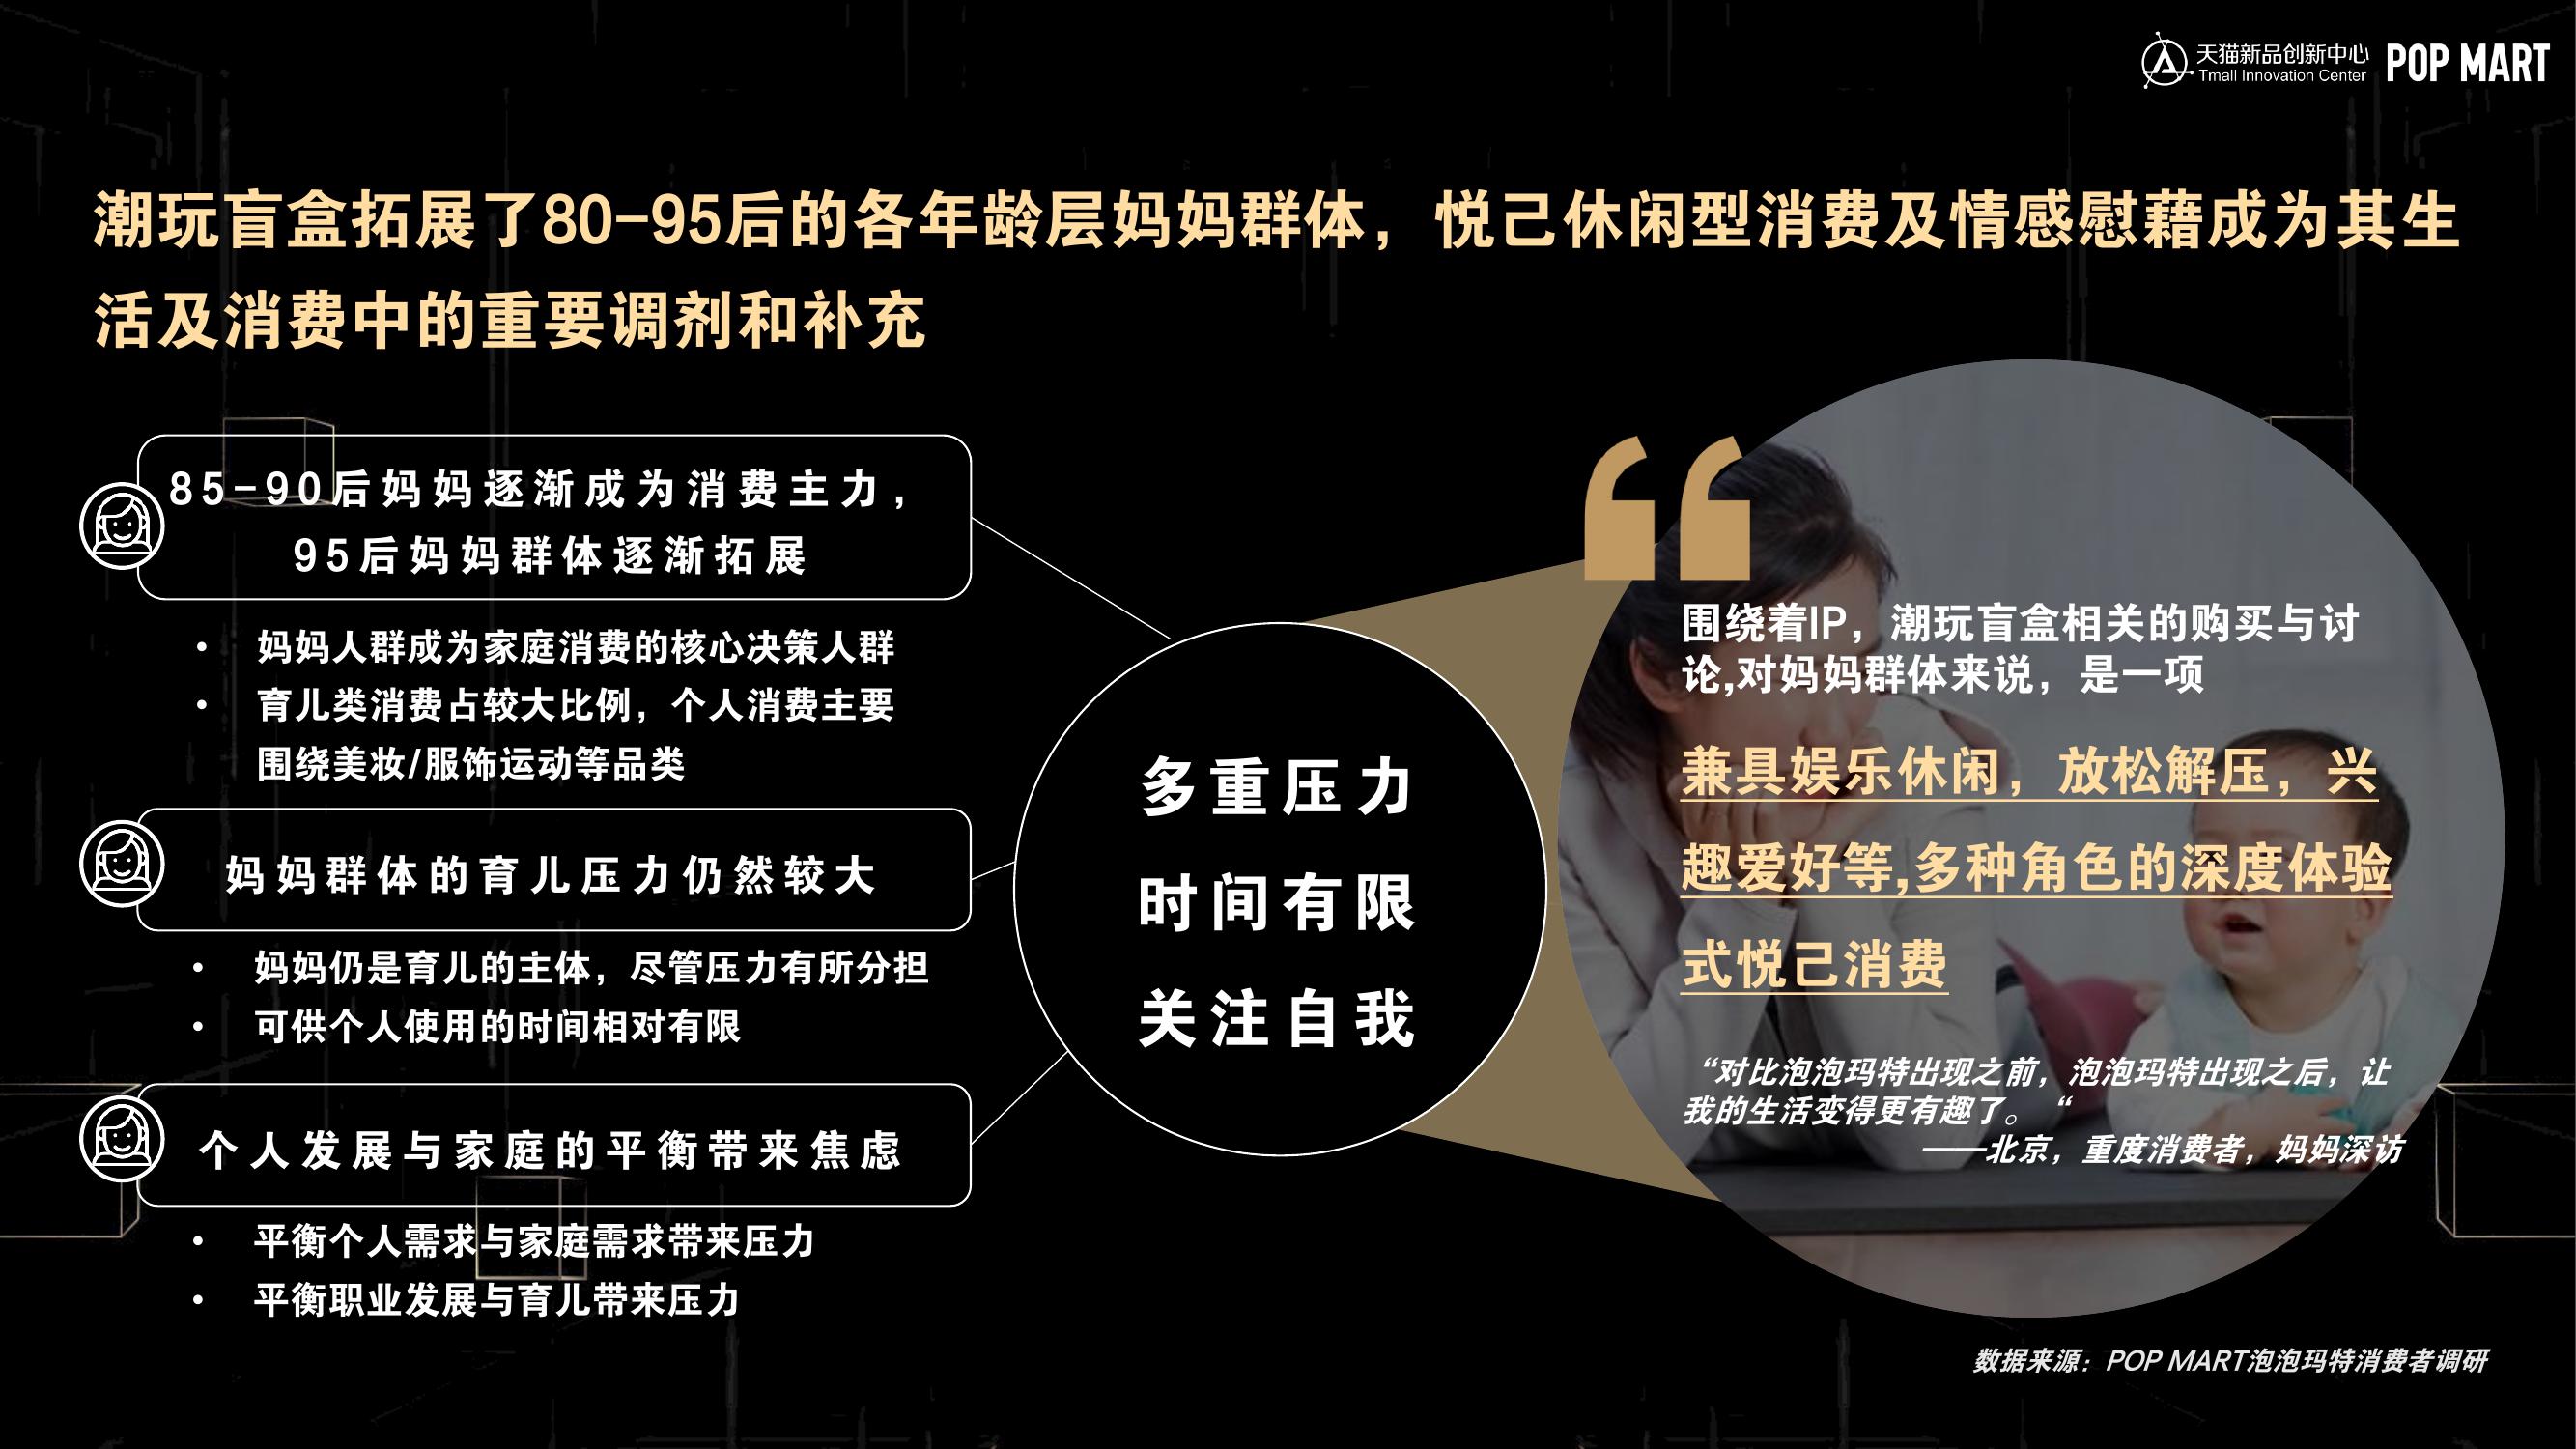 天猫新品创新中心
Tmall Innovation Center
POP MART
潮玩盲盒拓展了80-95后的各年龄层妈妈群体，悦己休闲型消费及情感慰藉成为其生
活及消费中的重要调剂和补充
85-90后妈妈逐渐成为消费主力，
95后妈妈群体逐渐拓展
• 妈妈人群成为家庭消费的核心决策人群
• 育儿类消费占较大比例，个人消费主要
围绕美妆/服饰运动等品类
妈妈群体的育儿压力仍然较大
• 妈妈仍是育儿的主体，尽管压力有所分担
• 可供个人使用的时间相对有限
个人发展与家庭的平衡带来焦虑
• 平衡个人需求与家庭需求带来压力
• 平衡职业发展与育儿带来压力
多重压力
时间有限
关注自我
围绕着IP，潮玩盲盒相关的购买与讨
论,对妈妈群体来说，是一项
兼具娱乐休闲，放松解压，兴
趣爱好等,多种角色的深度体验
式悦己消费
“对比泡泡玛特出现之前，泡泡玛特出现之后，让
我的生活变得更有趣了。“
——北京，重度消费者，妈妈深访
数据来源：POP MART泡泡玛特消费者调研